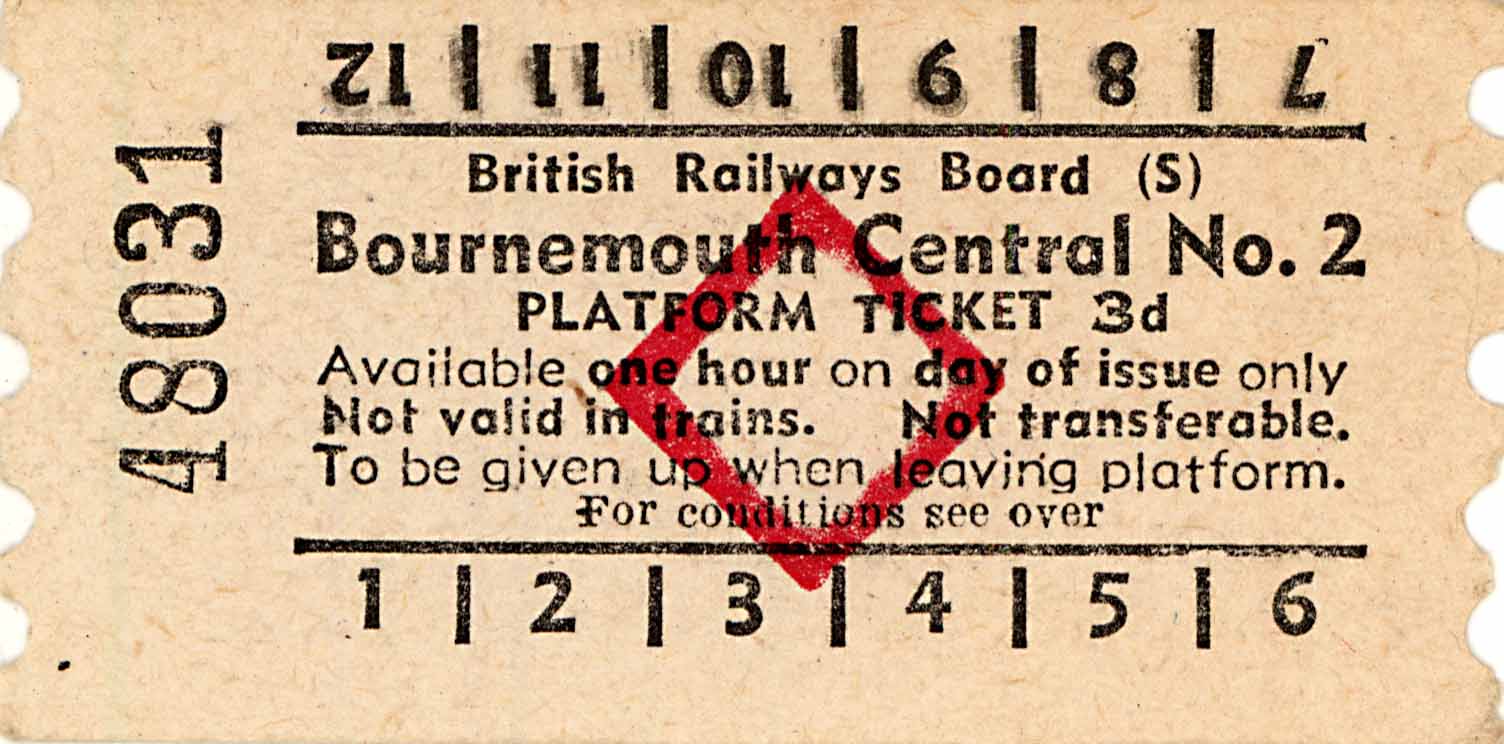 12 | 11 | 10 | 9 | 8 | 7
British Railways Board (S)
Bournemouth Central No. 2
PLATFORM TICKET 3d
Available one hour on day of issue only
Not valid in trains. Not transferable.
To be given up when leaving platform.
For conditions see over
1 | 2 | 3 | 4 | 5 | 6
48031